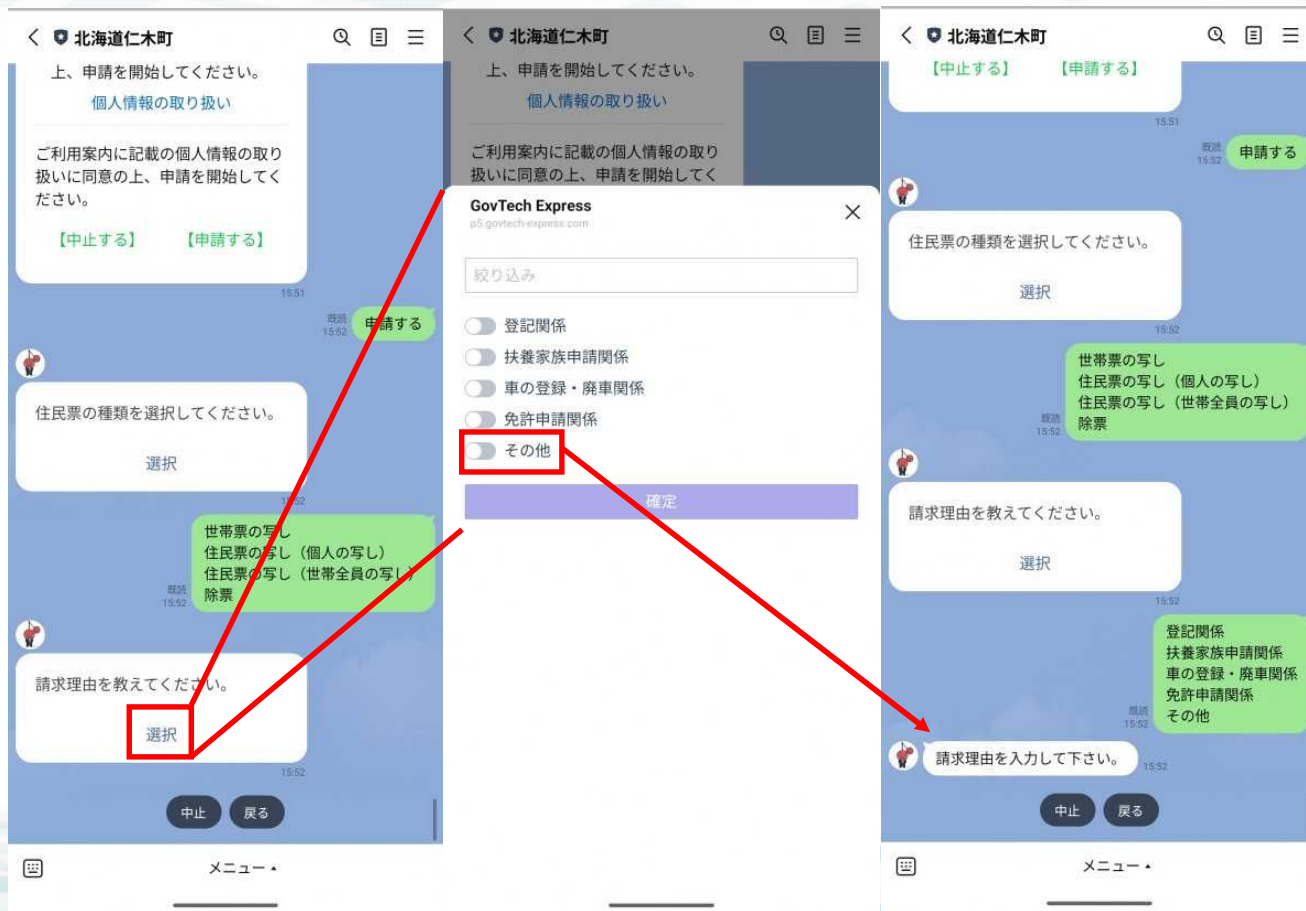 北海道仁木町
上、申請を開始してください。
個人情報の取り扱い
ご利用案内に記載の個人情報の取り
扱いに同意の上、申請を開始してく
ださい。
【中止する】 【申請する】
15:51
既読
15:52
申請する
住民票の種類を選択してください。
選択
15:52
世帯票の写し
住民票の写し（個人の写し）
住民票の写し（世帯全員の写し）
除票
既読
15:52
請求理由を教えてください。
選択
15:52
中止 戻る
メニュー
北海道仁木町
上、申請を開始してください。
個人情報の取り扱い
ご利用案内に記載の個人情報の取り
扱いに同意の上、申請を開始してく
GovTech Express
p5.govtech-express.com
絞り込み
登記関係
扶養家族申請関係
車の登録・廃車関係
免許申請関係
その他
確定
北海道仁木町
【中止する】 【申請する】
15:51
既読
15:52
申請する
住民票の種類を選択してください。
選択
15:52
世帯票の写し
住民票の写し（個人の写し）
住民票の写し（世帯全員の写し）
除票
既読
15:52
請求理由を教えてください。
選択
15:52
登記関係
扶養家族申請関係
車の登録・廃車関係
免許申請関係
その他
既読
15:52
請求理由を入力して下さい。
15:52
中止 戻る
メニュー